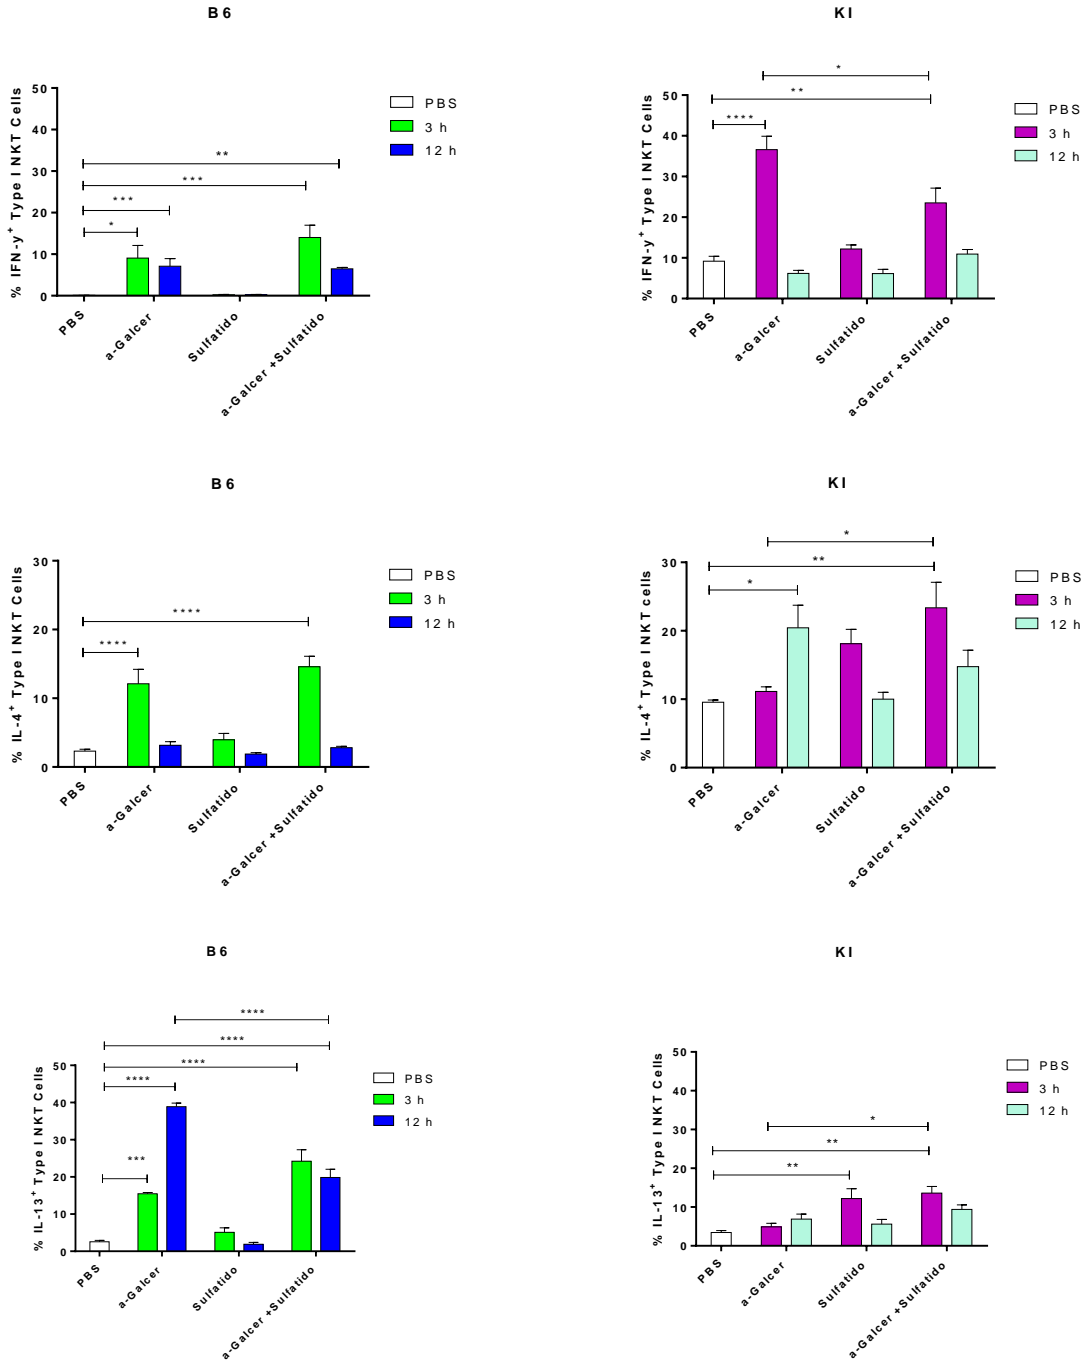 B6
% IFN-y+ Type I NKT Cells
50
40
30
20
10
0
**
***
***
*
PBS
a-Galcer
Sulfatido
a-Galcer +Sulfatido
PBS
3 h
12 h
KI
% IFN-y+ Type I NKT Cells
50
40
30
20
10
0
*
**
****
PBS
a-Galcer
Sulfatido
a-Galcer +Sulfatido
PBS
3 h
12 h
B6
% IL-4+ Type I NKT Cells
30
20
10
0
****
****
PBS
a-Galcer
Sulfatido
a-Galcer +Sulfatido
PBS
3 h
12 h
KI
% IL-4+ Type I NKT cells
30
20
10
0
*
**
*
PBS
a-Galcer
Sulfatido
a-Galcer +Sulfatido
PBS
3 h
12 h
B6
% IL-13+ Type I NKT Cells
50
40
30
20
10
0
****
****
****
****
***
PBS
a-Galcer
Sulfatido
a-Galcer +Sulfatido
PBS
3 h
12 h
KI
% IL-13+ Type I NKT Cells
50
40
30
20
10
0
*
**
**
PBS
a-Galcer
Sulfatido
a-Galcer +Sulfatido
PBS
3 h
12 h